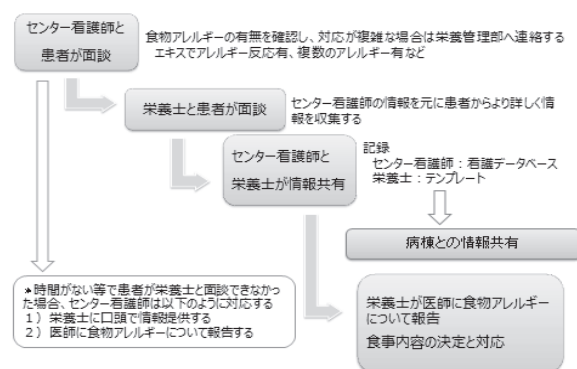 センター看護師と
患者が面談
食物アレルギーの有無を確認し、対応が複雑な場合は栄養管理部へ連絡する
エキスでアレルギー反応有、複数のアレルギー有など
栄養士と患者が面談
センター看護師の情報を元に患者からより詳しく情
報を収集する
センター看護師と
栄養士が情報共有
記録
センター看護師：看護データベース
栄養士：テンプレート
病棟との情報共有
*時間がない等で患者が栄養士と面談できなかっ
た場合、センター看護師は以下のように対応する
１）栄養士に口頭で情報提供する
２）医師に食物アレルギーについて報告する
栄養士が医師に食物アレルギー
について報告
食事内容の決定と対応